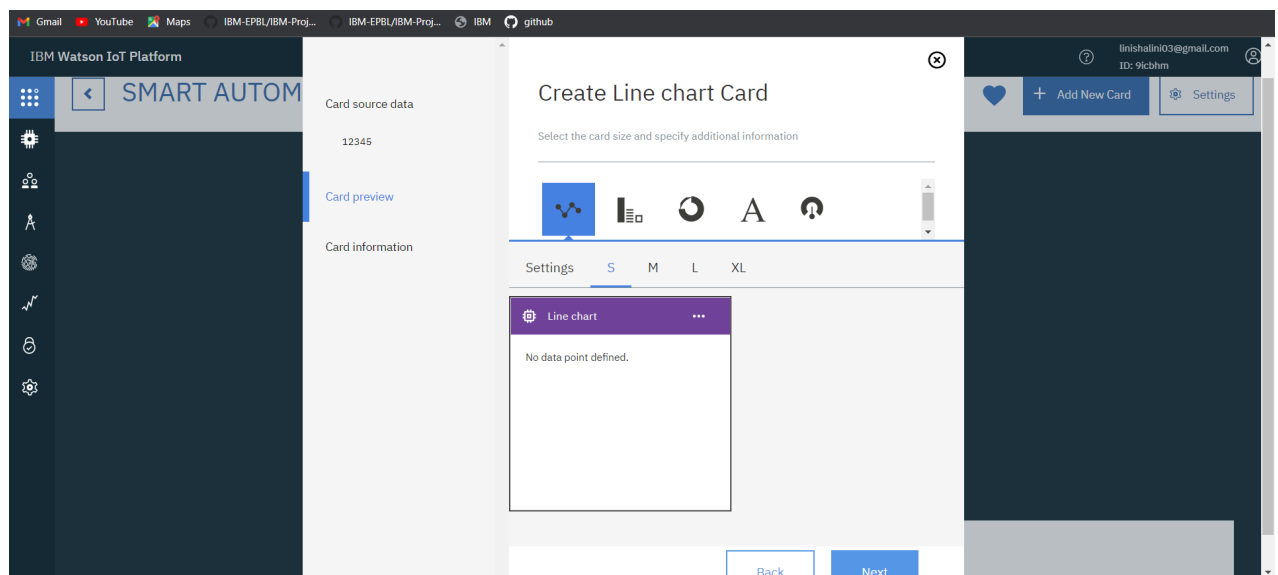 Gmail YouTube Maps IBM-EPBL/IBM-Proj... IBM-EPBL/IBM-Proj... IBM github
IBM Watson IoT Platform
linishalini03@gmail.com
ID: 9icbhm
SMART AUTOM
Add New Card
Settings
Card source data
12345
Card preview
Card information
Create Line chart Card
Select the card size and specify additional information
A
Settings S M L XL
Line chart ...
No data point defined.
Back Next